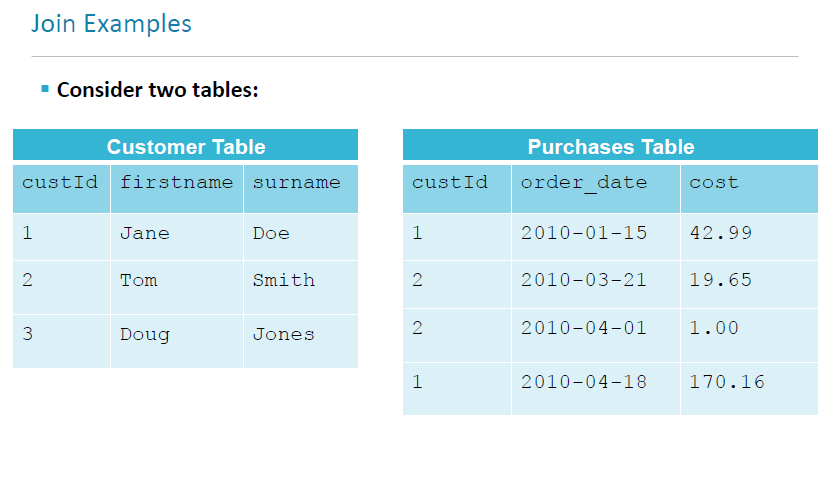 Join Examples
Consider two tables:
Customer Table
custId firstname surname
1 Jane Doe
2 Tom Smith
3 Doug Jones
Purchases Table
custId order_date cost
1 2010-01-15 42.99
2 2010-03-21 19.65
2 2010-04-01 1.00
1 2010-04-18 170.16